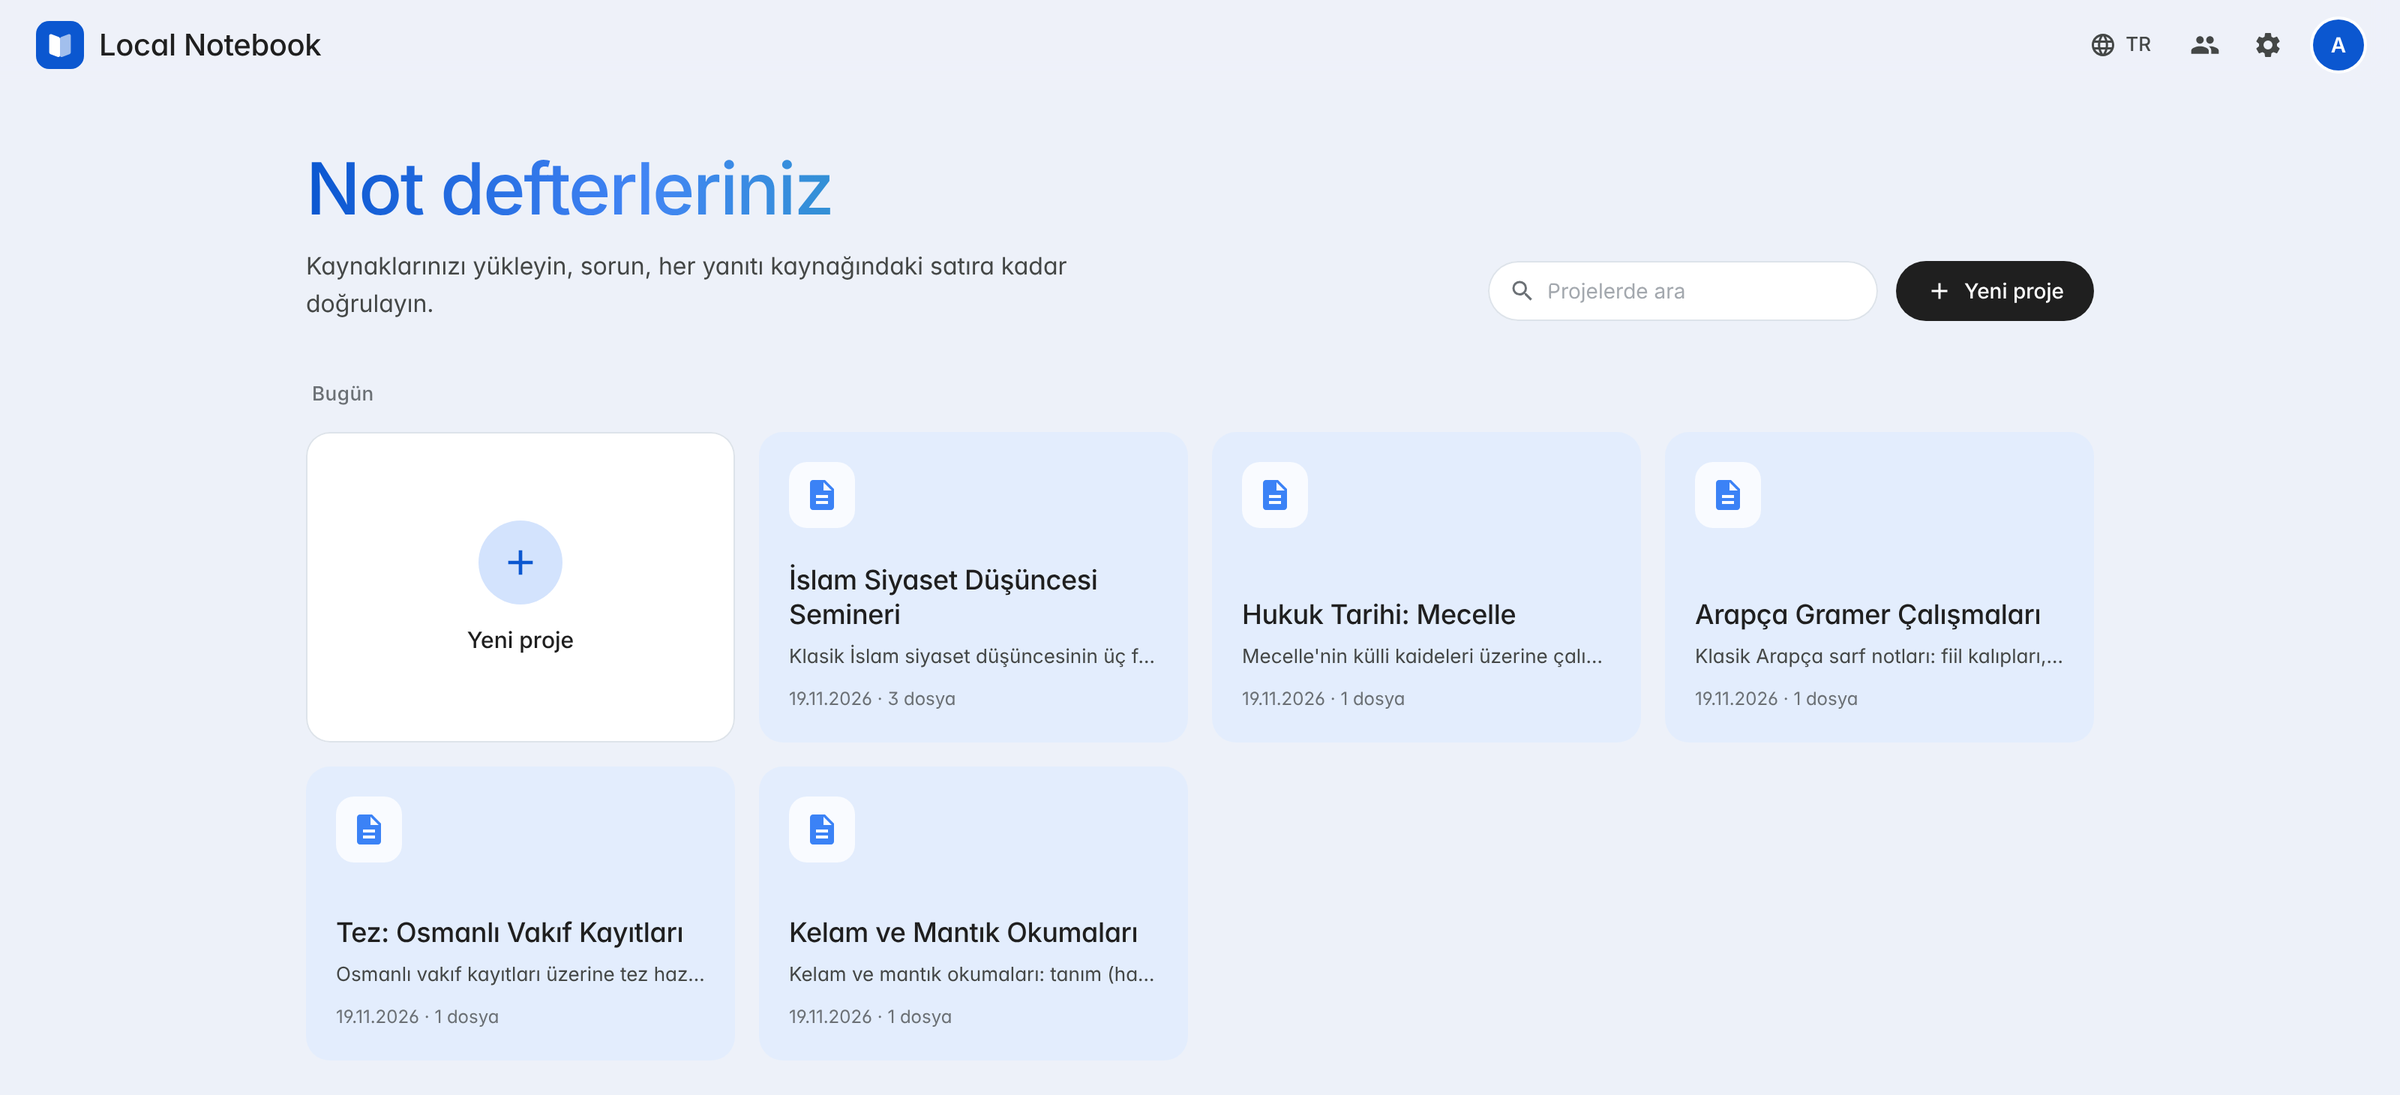 Local Notebook
TR
A
Not defterleriniz
Kaynaklarınızı yükleyin, sorun, her yanıtı kaynağındaki satıra kadar
doğrulayın.
Projelerde ara
Yeni proje
Bugün
Yeni proje
İslam Siyaset Düşüncesi
Semineri
Klasik İslam siyaset düşüncesinin üç f...
19.11.2026 · 3 dosya
Hukuk Tarihi: Mecelle
Mecelle'nin külli kaideleri üzerine çalı...
19.11.2026 · 1 dosya
Arapça Gramer Çalışmaları
Klasik Arapça sarf notları: fiil kalıpları,...
19.11.2026 · 1 dosya
Tez: Osmanlı Vakıf Kayıtları
Osmanlı vakıf kayıtları üzerine tez haz...
19.11.2026 · 1 dosya
Kelam ve Mantık Okumaları
Kelam ve mantık okumaları: tanım (ha...
19.11.2026 · 1 dosya